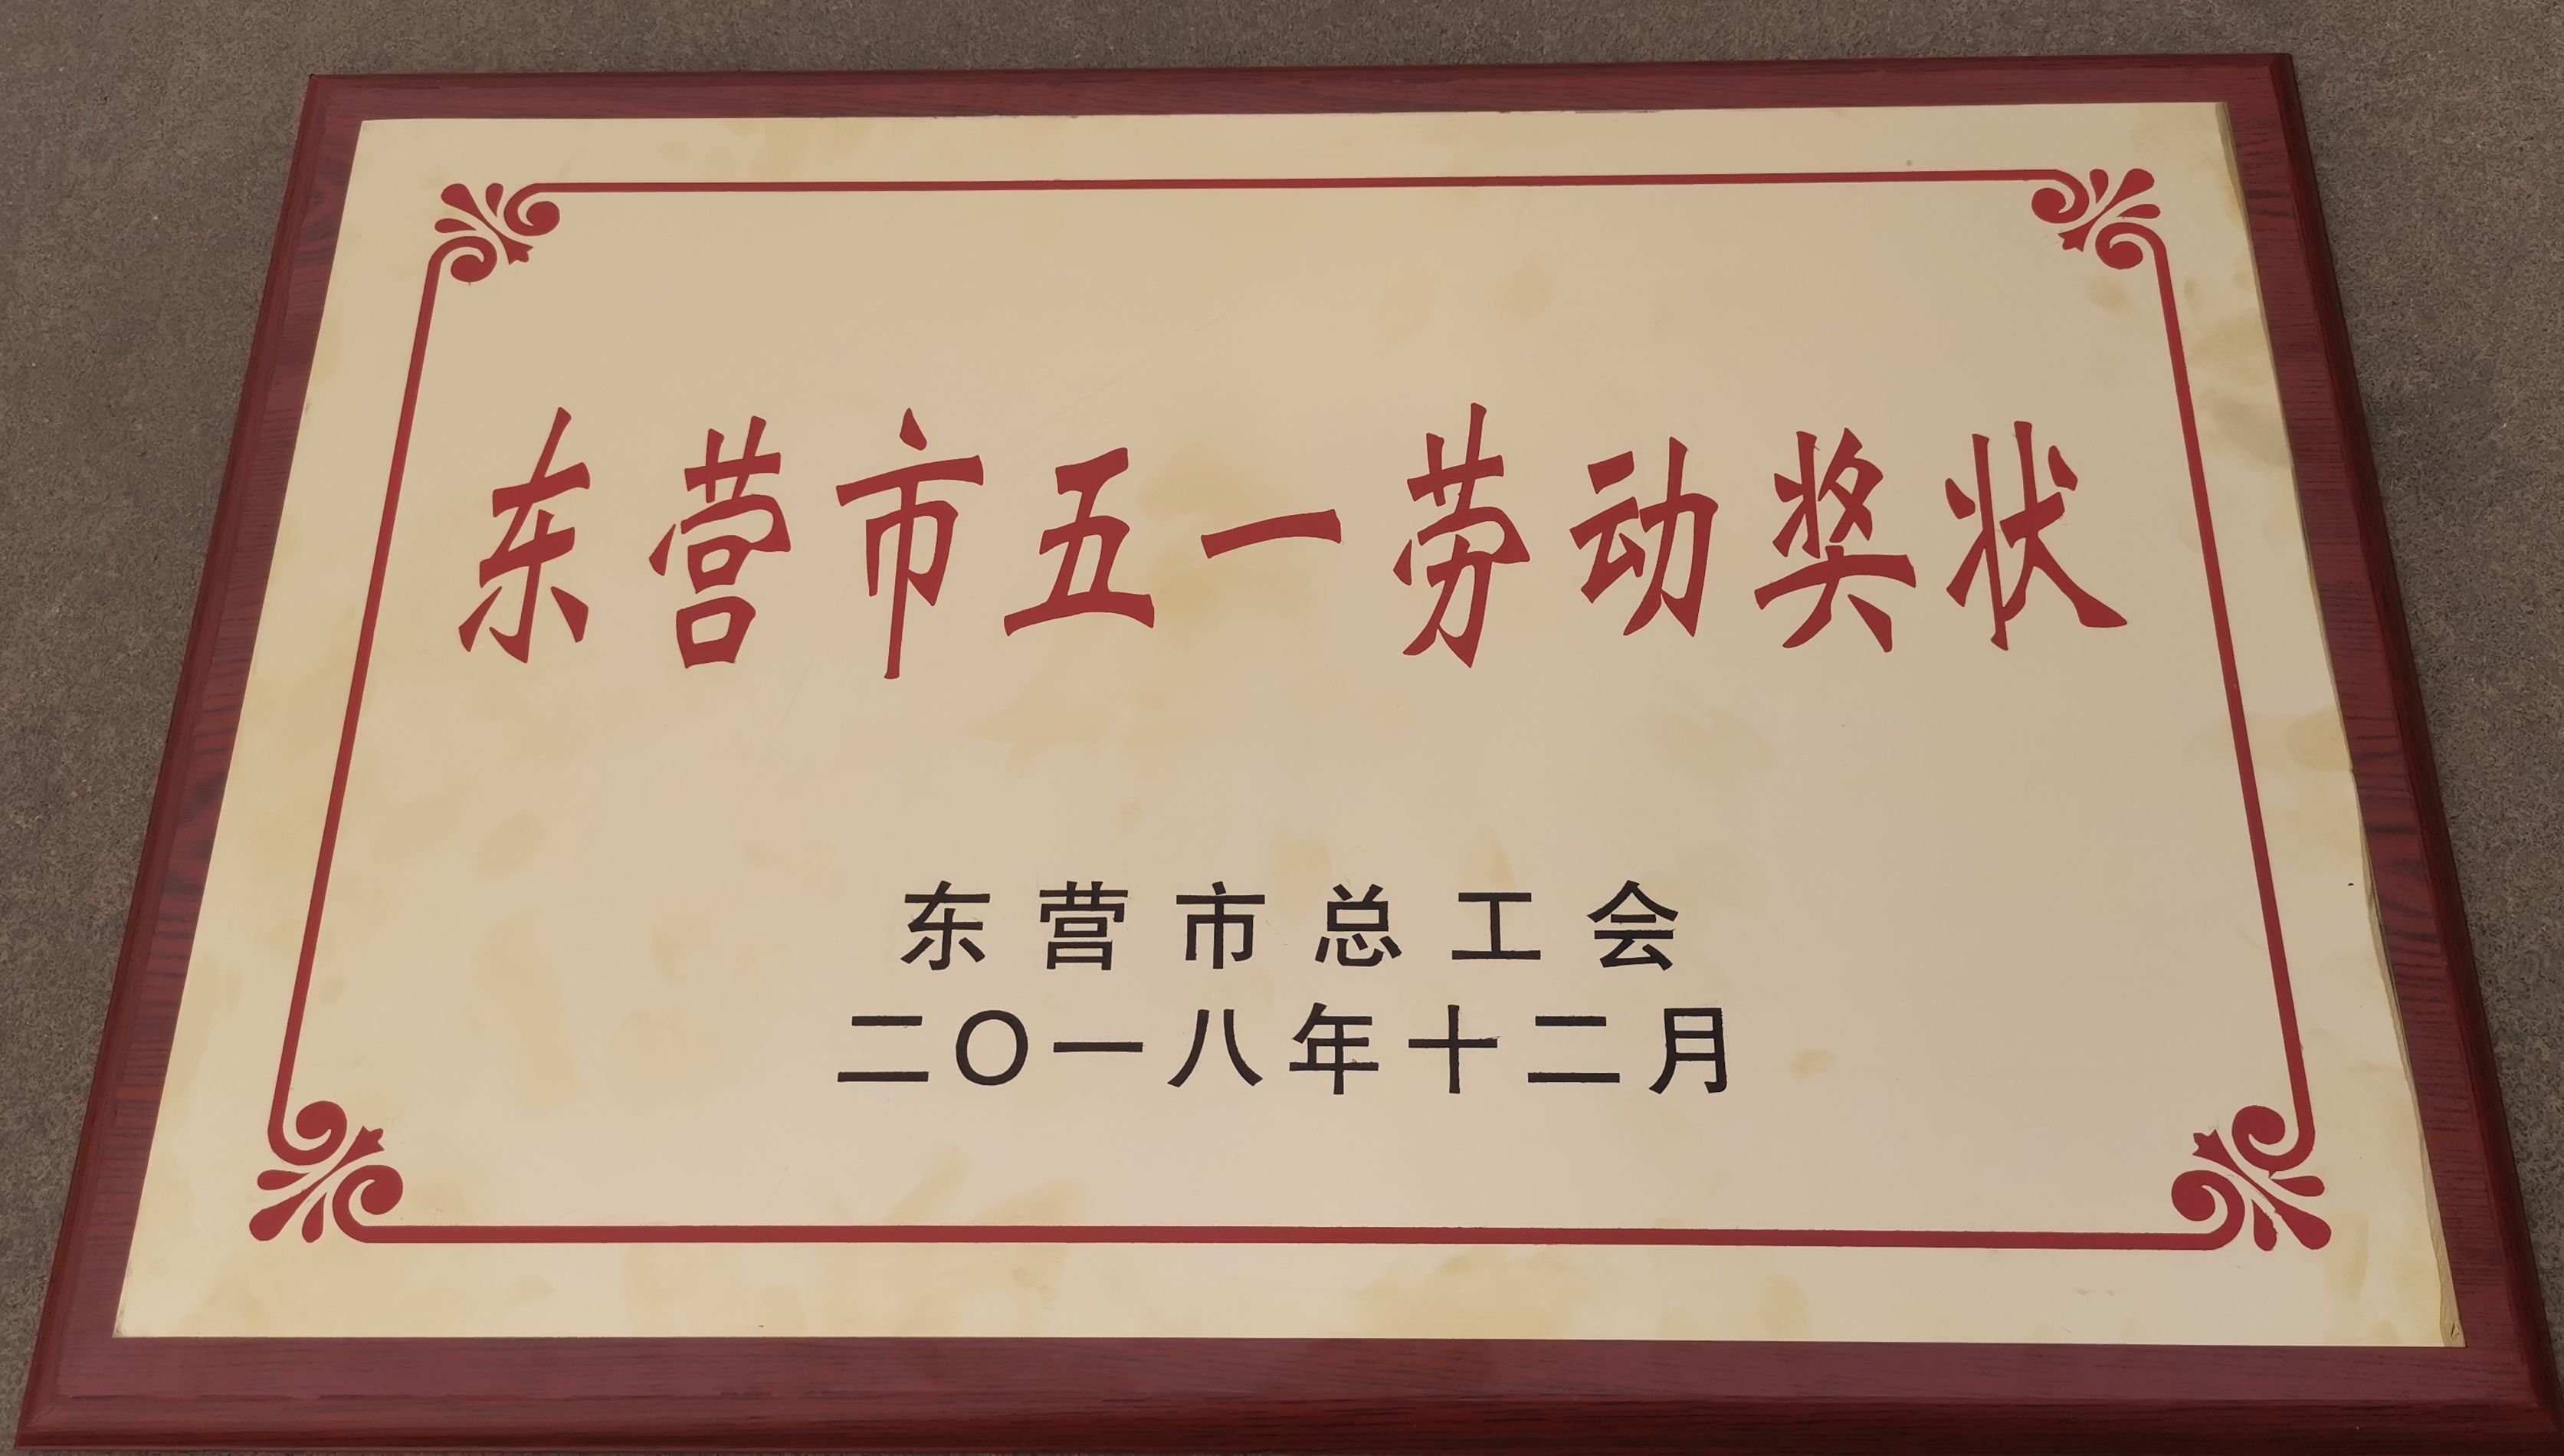 东营市五一劳动奖状
东营市总工会
二〇一八年十二月